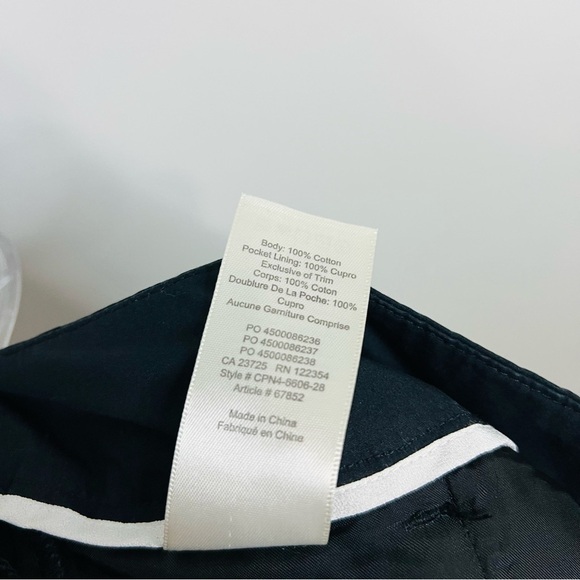 Body: 100% Cotton
Pocket Lining: 100% Cupro
Exclusive of Trim
Corps: 100% Coton
Doublure De La Poche: 100%
Cupro
Aucune Garniture Comprise
PO 4500086236
PO 4500086237
PO 4500086238
CA 23725 RN 122354
Style # CPN4-5606-28
Article # 67852
Made in China
Fabriqué en Chine